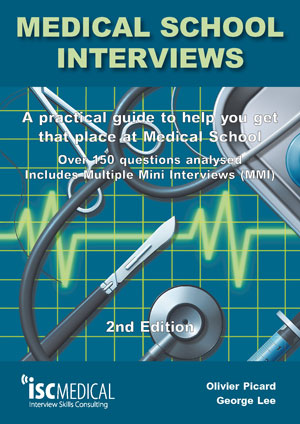 MEDICAL SCHOOL
INTERVIEWS
A practical guide to help you get
that place at Medical School
Over 150 questions analysed
Includes Multiple Mini Interviews (MMI)
2nd Edition
ISCMEDICAL
Interview Skills Consulting
Olivier Picard
George Lee